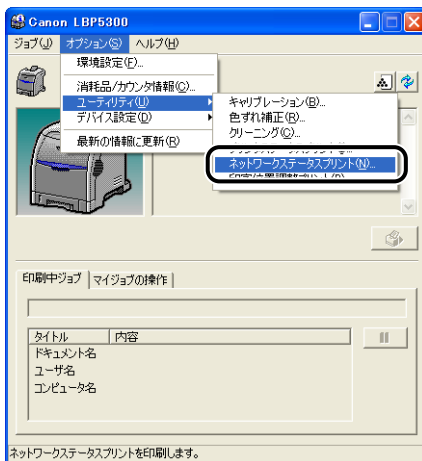 Canon LBP5300
ジョブ(J) オプション(S) ヘルプ(H)
環境設定(F)...
消耗品/カウンタ情報(C)...
ユーティリティ(U)
デバイス設定(D)
最新の情報に更新(R)
キャリブレーション(B)...
色ずれ補正(R)...
クリーニング(G)...
ネットワークステータスプリント(N)...
印刷中ジョブ マイジョブの操作
タイトル 内容
ドキュメント名
ユーザ名
コンピュータ名
ネットワークステータスプリントを印刷します。